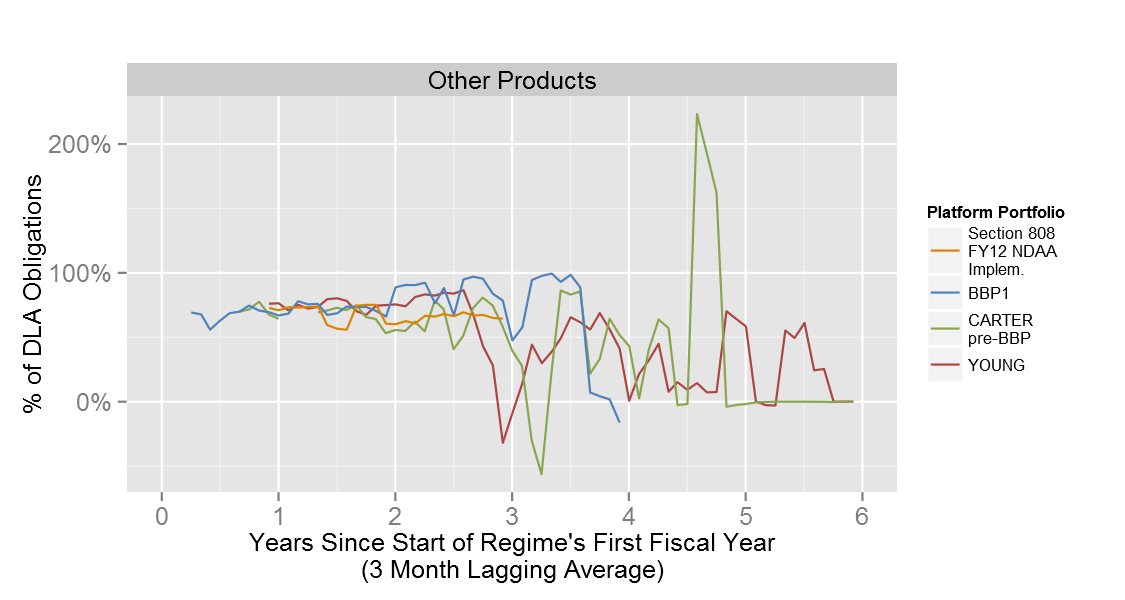 Other Products
200%
100%
0%
% of DLA Obligations
0 1 2 3 4 5 6
Years Since Start of Regime's First Fiscal Year
(3 Month Lagging Average)
Platform Portfolio
Section 808
FY12 NDAA
Implem.
BBP1
CARTER
pre-BBP
YOUNG